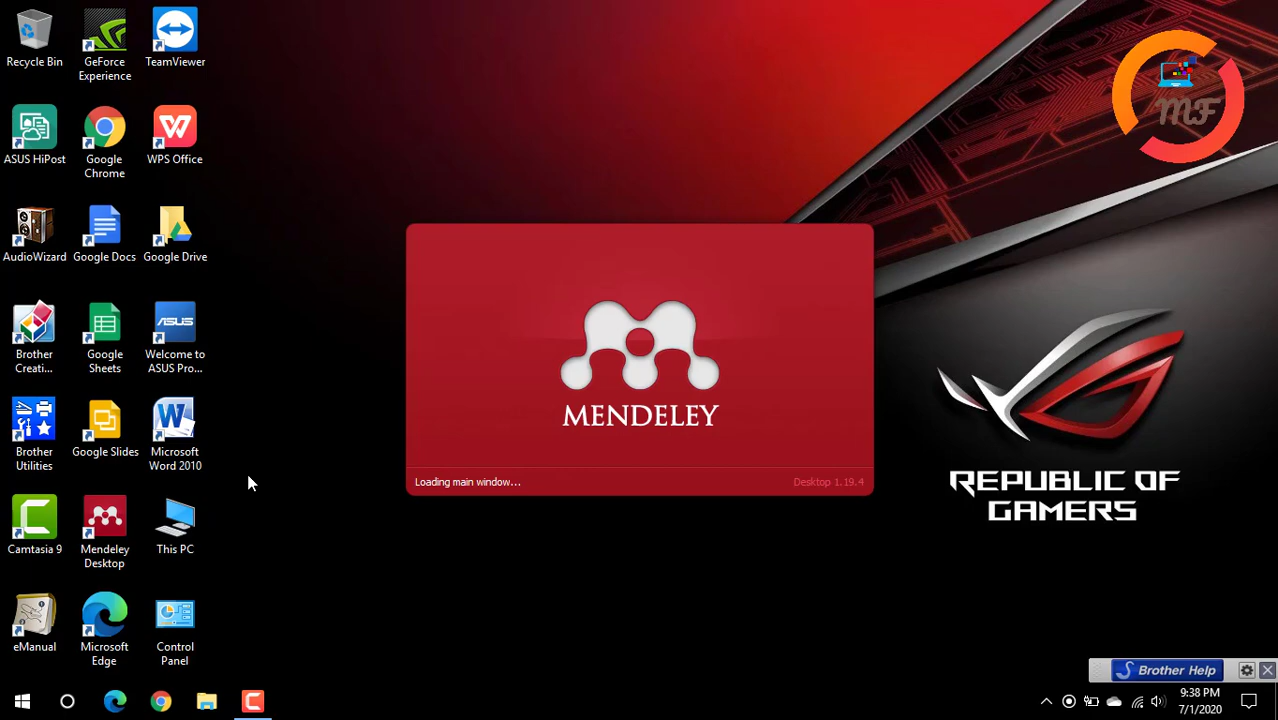 Recycle Bin
GeForce
Experience
TeamViewer
ASUS HiPost
Google
Chrome
WPS Office
AudioWizard
Google Docs
Google Drive
Brother
Creati...
Google
Sheets
ASUS
Welcome to
ASUS Pro...
Brother
Utilities
Google Slides
Microsoft
Word 2010
Camtasia 9
Mendeley
Desktop
This PC
eManual
Microsoft
Edge
Control
Panel
MENDELEY
Loading main window...
Desktop 1.19.4
MF
REPUBLIC OF
GAMERS
Brother Help
9:38 PM
7/1/2020